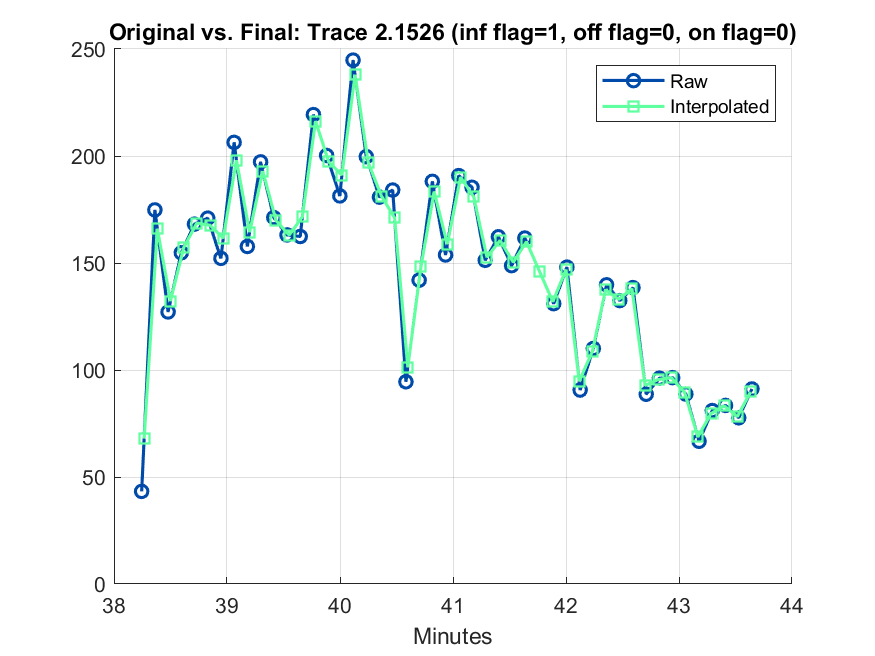 Original vs. Final: Trace 2.1526 (inf flag=1, off flag=0, on flag=0)
250
Raw
Interpolated
200
150
100
50
0
38 39 40 41 42 43 44
Minutes